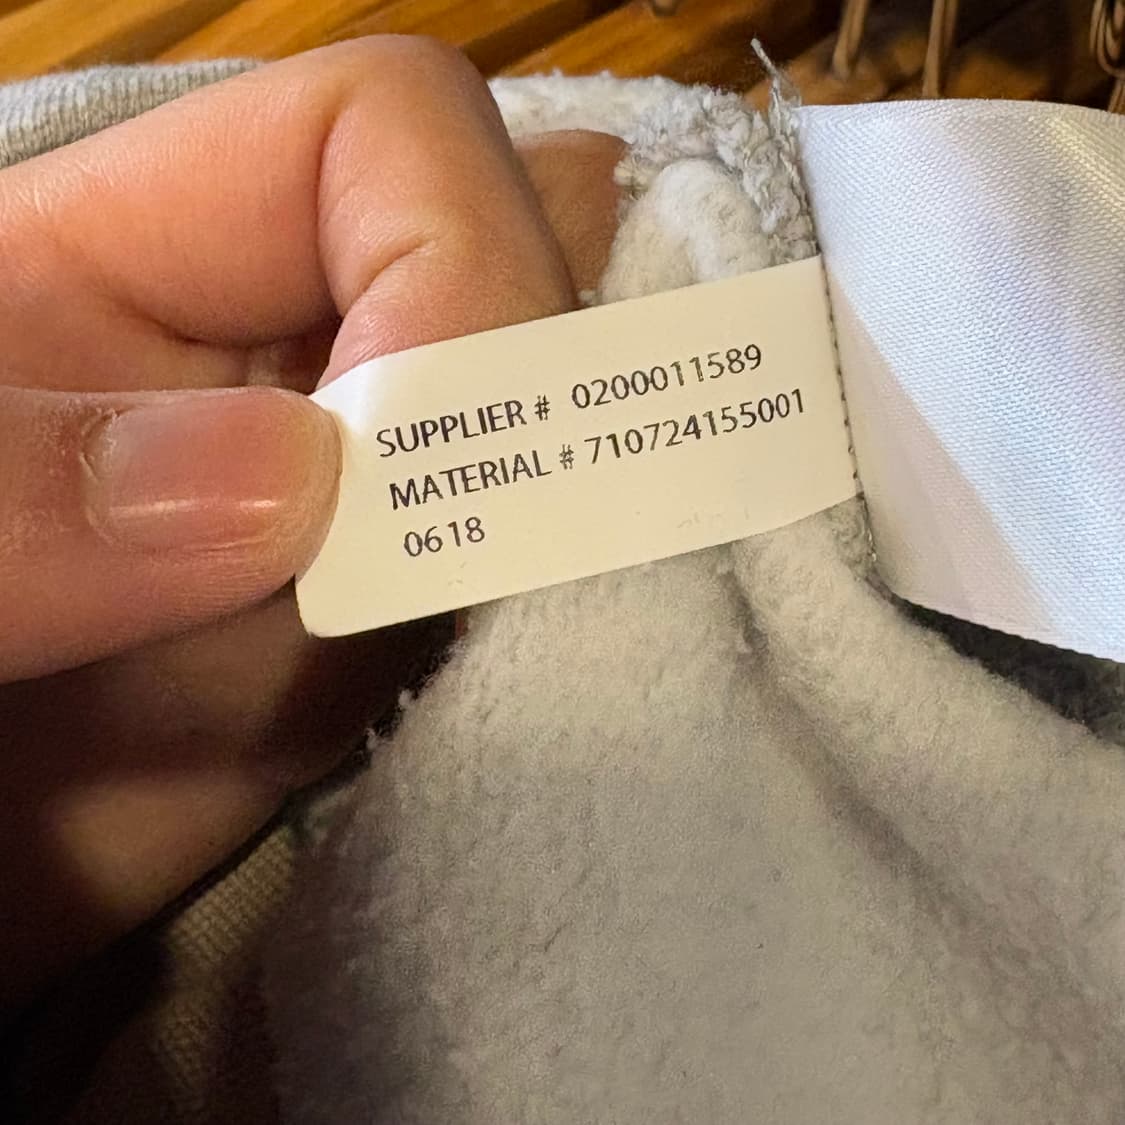 SUPPLIER # 0200011589
MATERIAL # 710724155001
0618